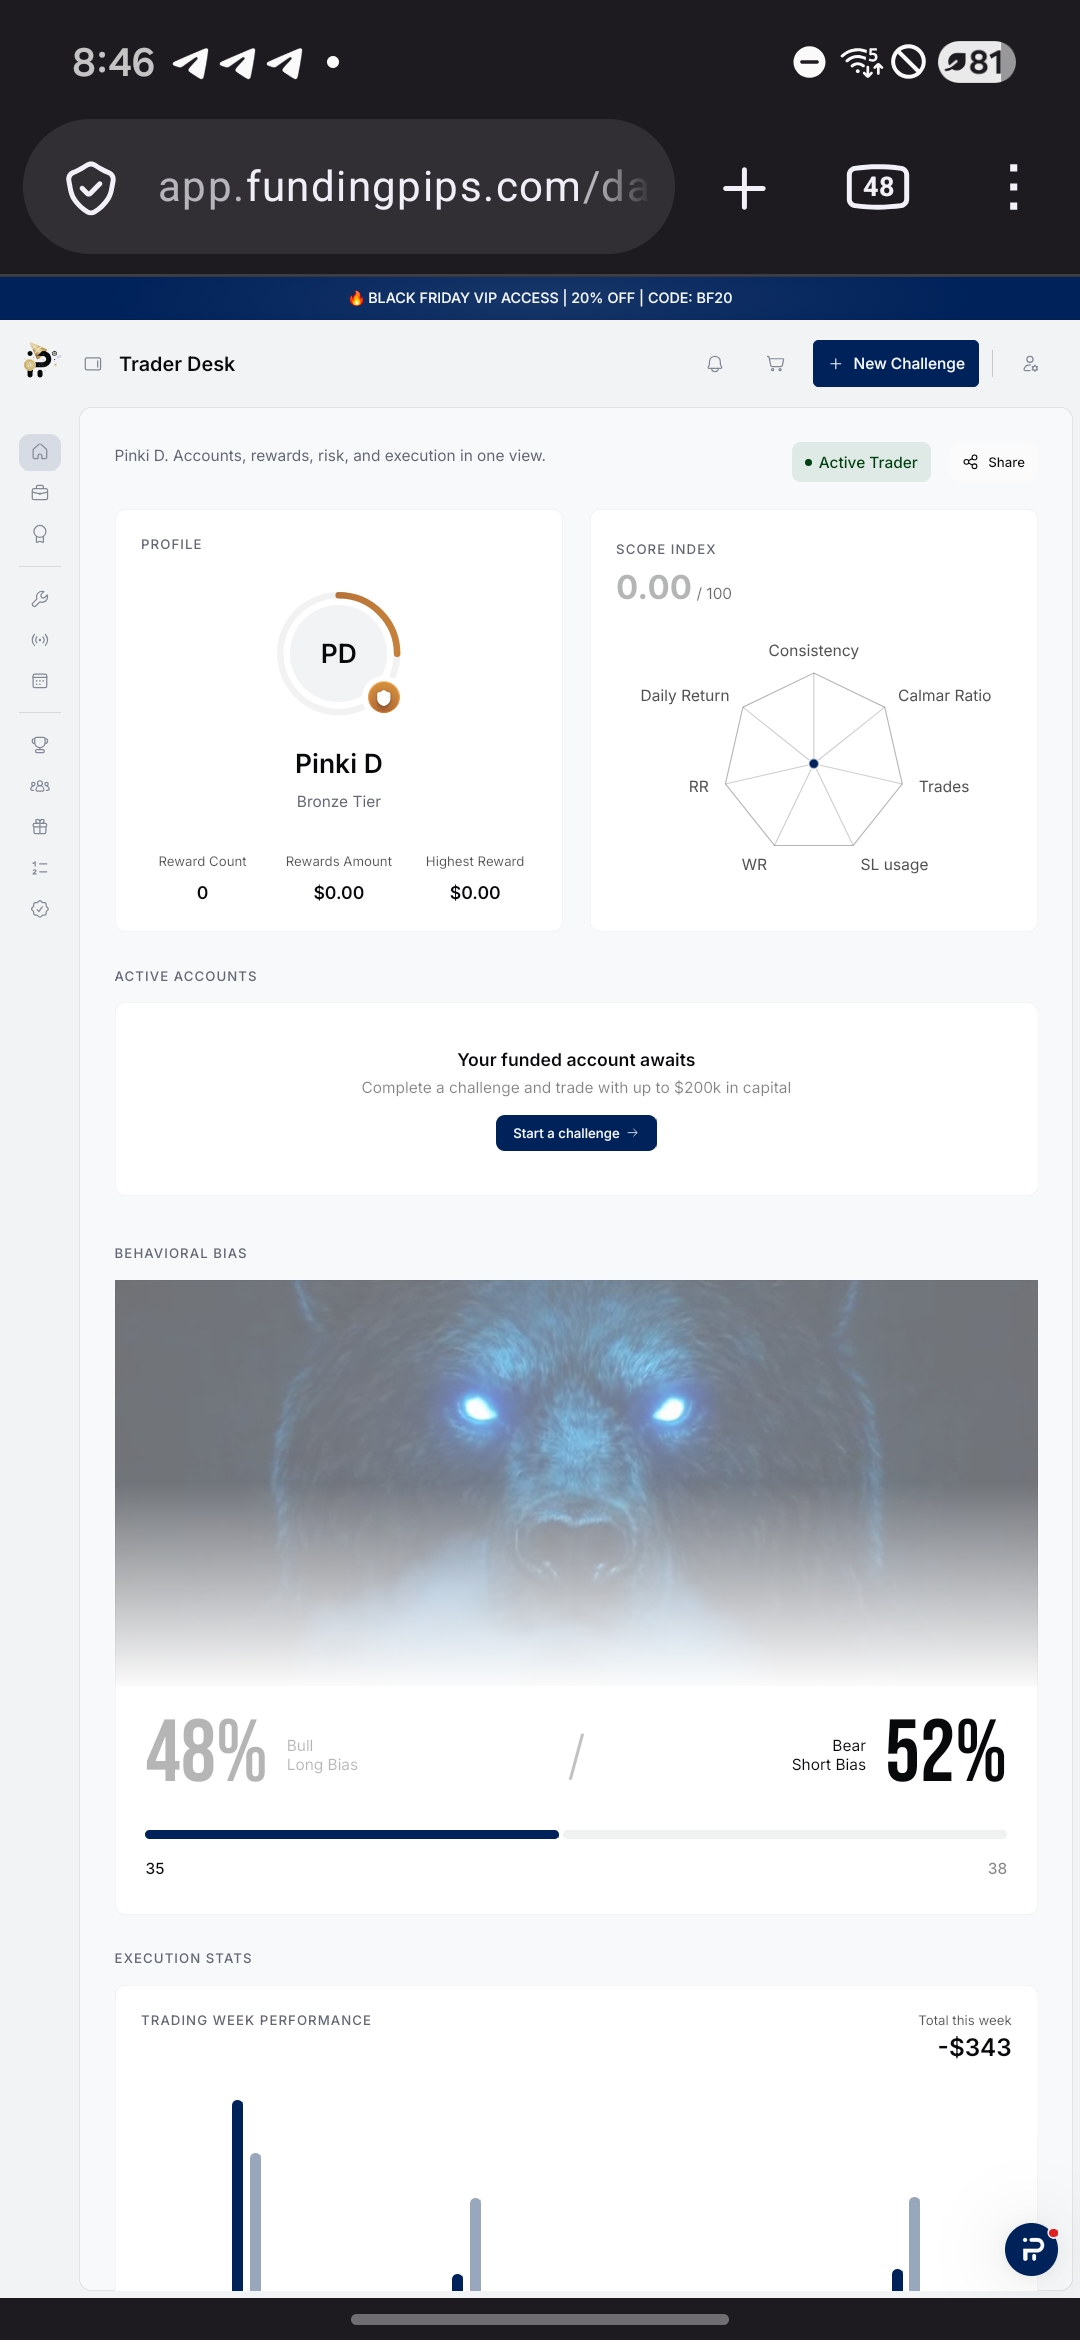 8:46
5
81
app.fundingpips.com/da
48
🔥 BLACK FRIDAY VIP ACCESS | 20% OFF | CODE: BF20
Trader Desk
+ New Challenge
Pinki D. Accounts, rewards, risk, and execution in one view.
Active Trader
Share
PROFILE
PD
Pinki D
Bronze Tier
Reward Count
0
Rewards Amount
$0.00
Highest Reward
$0.00
SCORE INDEX
0.00 / 100
Consistency
Daily Return
Calmar Ratio
RR
Trades
WR
SL usage
ACTIVE ACCOUNTS
Your funded account awaits
Complete a challenge and trade with up to $200k in capital
Start a challenge →
BEHAVIORAL BIAS
48%
Bull
Long Bias
/
Bear
Short Bias
52%
35
38
EXECUTION STATS
TRADING WEEK PERFORMANCE
Total this week
-$343